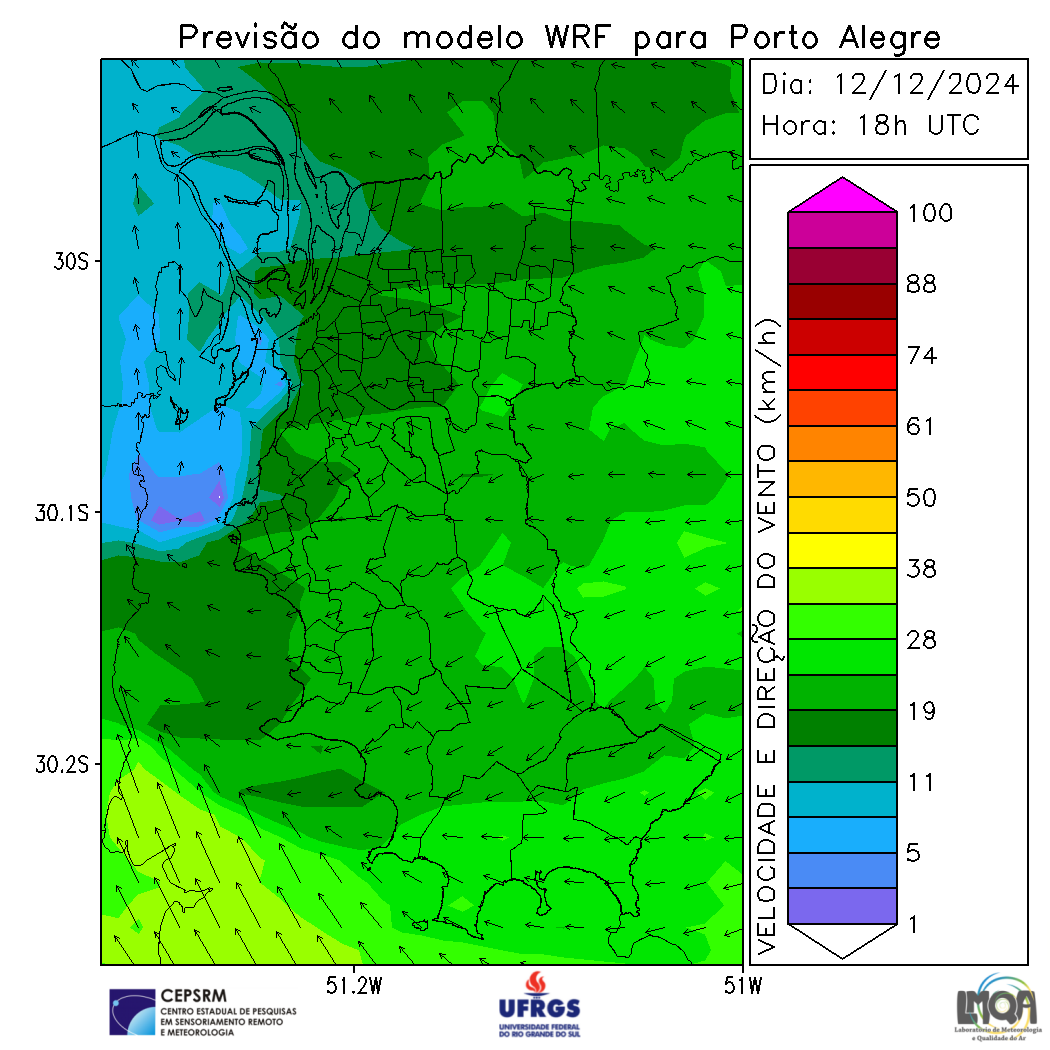 Previsão do modelo WRF para Porto Alegre
Dia: 12/12/2024
Hora: 18h UTC
30S
30.1S
30.2S
51.2W
51W
VELOCIDADE E DIREÇÃO DO VENTO (km/h)
100
88
74
61
50
38
28
19
11
5
1
CEPSRM
CENTRO ESTADUAL DE PESQUISAS
EM SENSORIAMENTO REMOTO
E METEOROLOGIA
UFRGS
UNIVERSIDADE FEDERAL
DO RIO GRANDE DO SUL
LMQA
Laboratório de Meteorologia
e Qualidade do Ar